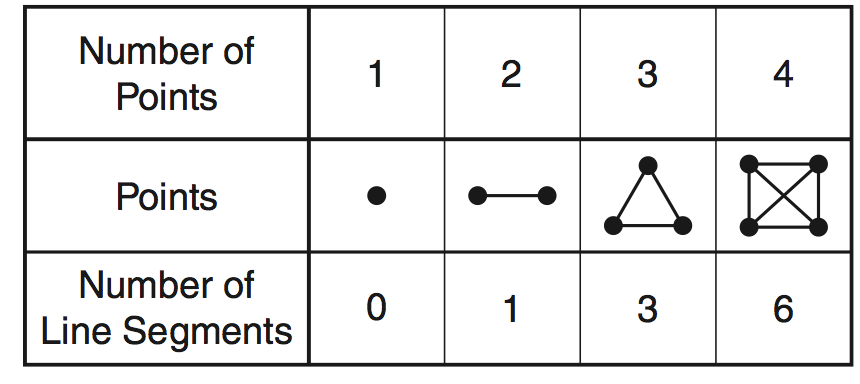 Number of
Points
1 2 3 4
Points
Number of
Line Segments
0 1 3 6